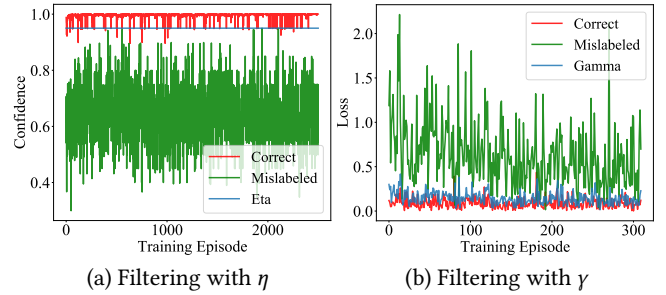 1.0
0.8
0.6
0.4
Confidence
Correct
Mislabeled
Eta
0
1000
2000
Training Episode
(a) Filtering with η
2.0
1.5
1.0
0.5
0.0
Loss
Correct
Mislabeled
Gamma
0
100
200
300
Training Episode
(b) Filtering with γ